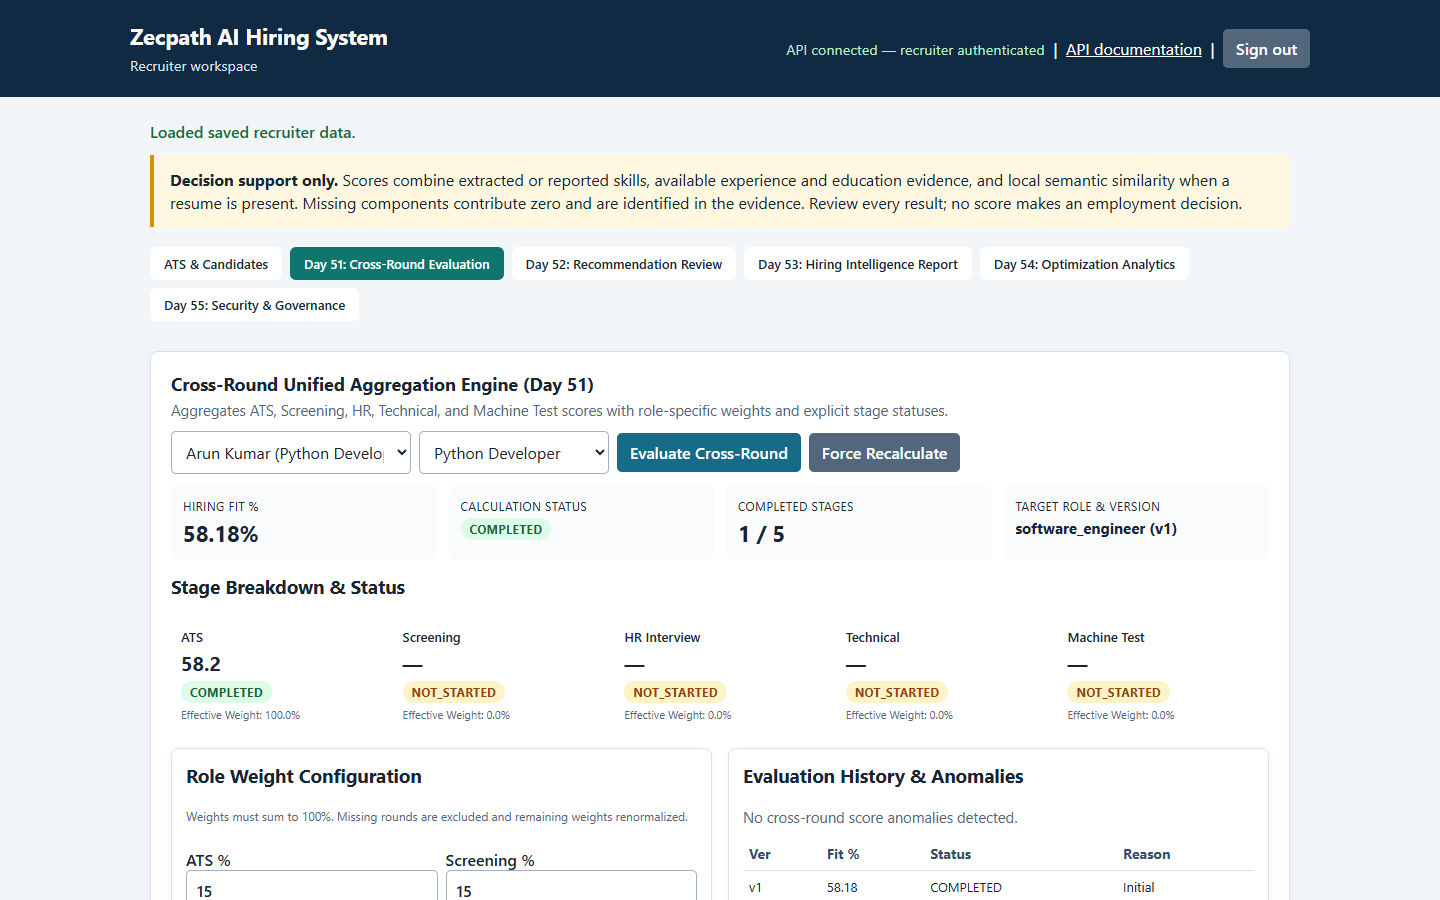 Zecpath AI Hiring System
Recruiter workspace
API connected — recruiter authenticated | API documentation | Sign out
Loaded saved recruiter data.
Decision support only. Scores combine extracted or reported skills, available experience and education evidence, and local semantic similarity when a
resume is present. Missing components contribute zero and are identified in the evidence. Review every result; no score makes an employment decision.
ATS & Candidates
Day 51: Cross-Round Evaluation
Day 52: Recommendation Review
Day 53: Hiring Intelligence Report
Day 54: Optimization Analytics
Day 55: Security & Governance
Cross-Round Unified Aggregation Engine (Day 51)
Aggregates ATS, Screening, HR, Technical, and Machine Test scores with role-specific weights and explicit stage statuses.
Arun Kumar (Python Develo
Python Developer
Evaluate Cross-Round
Force Recalculate
HIRING FIT %
58.18%
CALCULATION STATUS
COMPLETED
COMPLETED STAGES
1 / 5
TARGET ROLE & VERSION
software_engineer (v1)
Stage Breakdown & Status
ATS
58.2
COMPLETED
Effective Weight: 100.0%
Screening
—
NOT_STARTED
Effective Weight: 0.0%
HR Interview
—
NOT_STARTED
Effective Weight: 0.0%
Technical
—
NOT_STARTED
Effective Weight: 0.0%
Machine Test
—
NOT_STARTED
Effective Weight: 0.0%
Role Weight Configuration
Weights must sum to 100%. Missing rounds are excluded and remaining weights renormalized.
ATS %
15
Screening %
15
Evaluation History & Anomalies
No cross-round score anomalies detected.
Ver Fit % Status Reason
v1 58.18 COMPLETED Initial